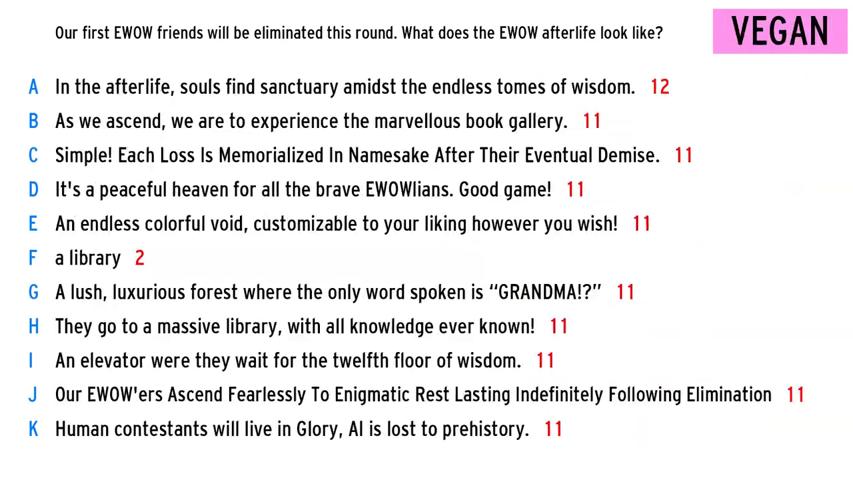 Our first EWOW friends will be eliminated this round. What does the EWOW afterlife look like?
VEGAN
A In the afterlife, souls find sanctuary amidst the endless tomes of wisdom. 12
B As we ascend, we are to experience the marvellous book gallery. 11
C Simple! Each Loss Is Memorialized In Namesake After Their Eventual Demise. 11
D It's a peaceful heaven for all the brave EWOWlians. Good game! 11
E An endless colorful void, customizable to your liking however you wish! 11
F a library 2
G A lush, luxurious forest where the only word spoken is “GRANDMA!?” 11
H They go to a massive library, with all knowledge ever known! 11
I An elevator were they wait for the twelfth floor of wisdom. 11
J Our EWOW'ers Ascend Fearlessly To Enigmatic Rest Lasting Indefinitely Following Elimination 11
K Human contestants will live in Glory, AI is lost to prehistory. 11